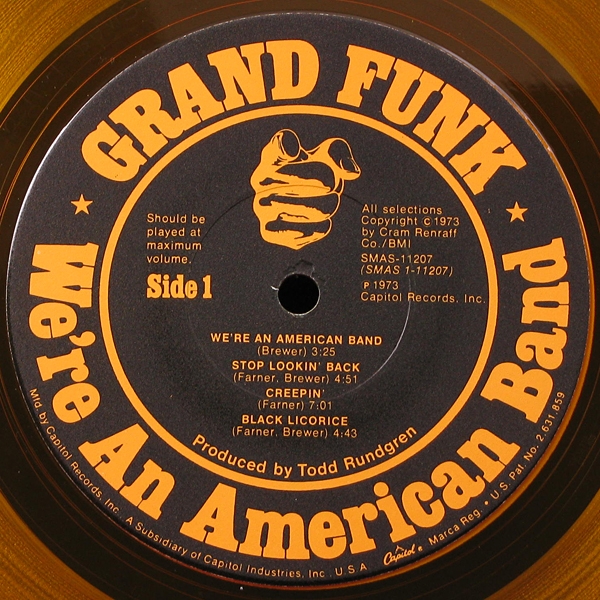 GRAND FUNK
We're An American Band
Should be
played at
maximum
volume.
Side 1
All selections
Copyright © 1973
by Cram Renraff
Co./BMI
SMAS-11207
(SMAS 1-11207)
℗ 1973
Capitol Records, Inc.
WE'RE AN AMERICAN BAND
(Brewer) 3:25
STOP LOOKIN' BACK
(Farner, Brewer) 4:51
CREEPIN'
(Farner) 7:01
BLACK LICORICE
(Farner, Brewer) 4:43
Produced by Todd Rundgren
Mfd. by Capitol Records, Inc. A Subsidiary of Capitol Industries, Inc. U.S.A. Capitol ® Marca Reg. • U.S. Pat. No. 2,631,859